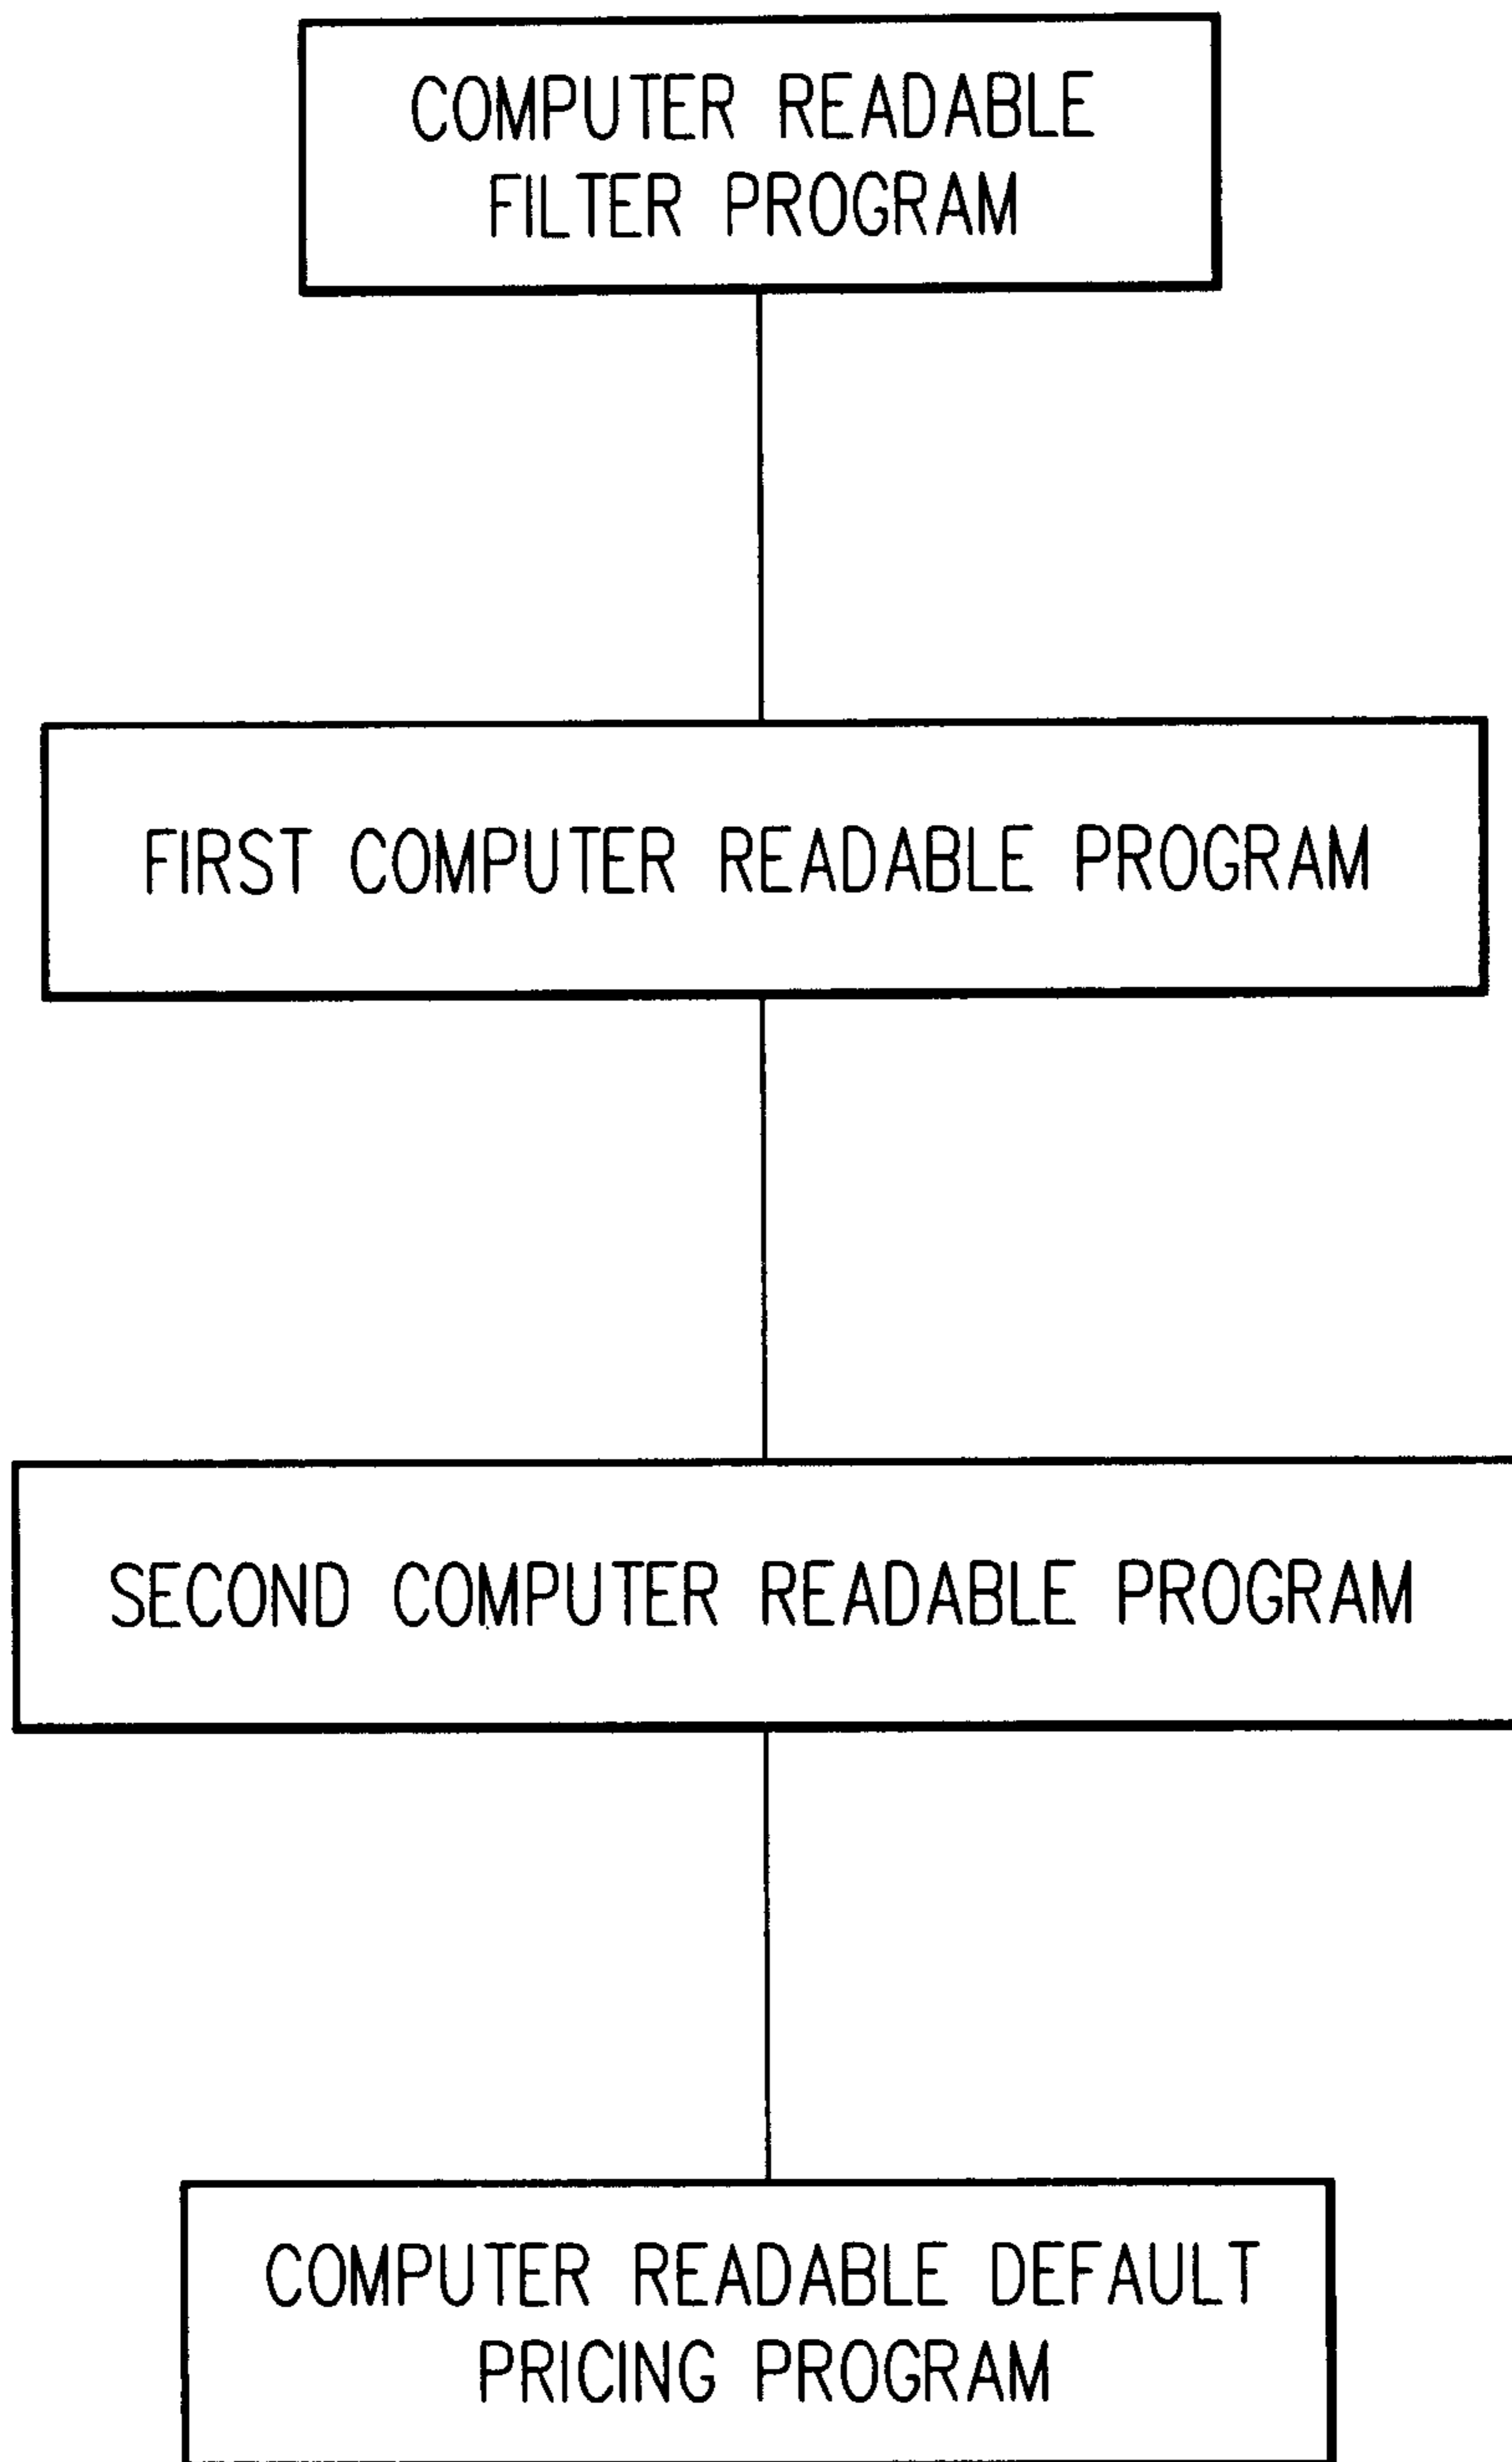 COMPUTER READABLE
FILTER PROGRAM
FIRST COMPUTER READABLE PROGRAM
SECOND COMPUTER READABLE PROGRAM
COMPUTER READABLE DEFAULT
PRICING PROGRAM